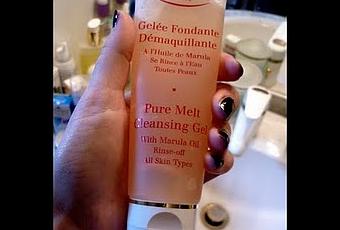 Gelée Fondante
Démaquillante
A l'Huile de Marula
Se Rince à l'Eau
Toutes Peaux
Pure Melt
Cleansing Gel
With Marula Oil
Rinse-off
All Skin Types